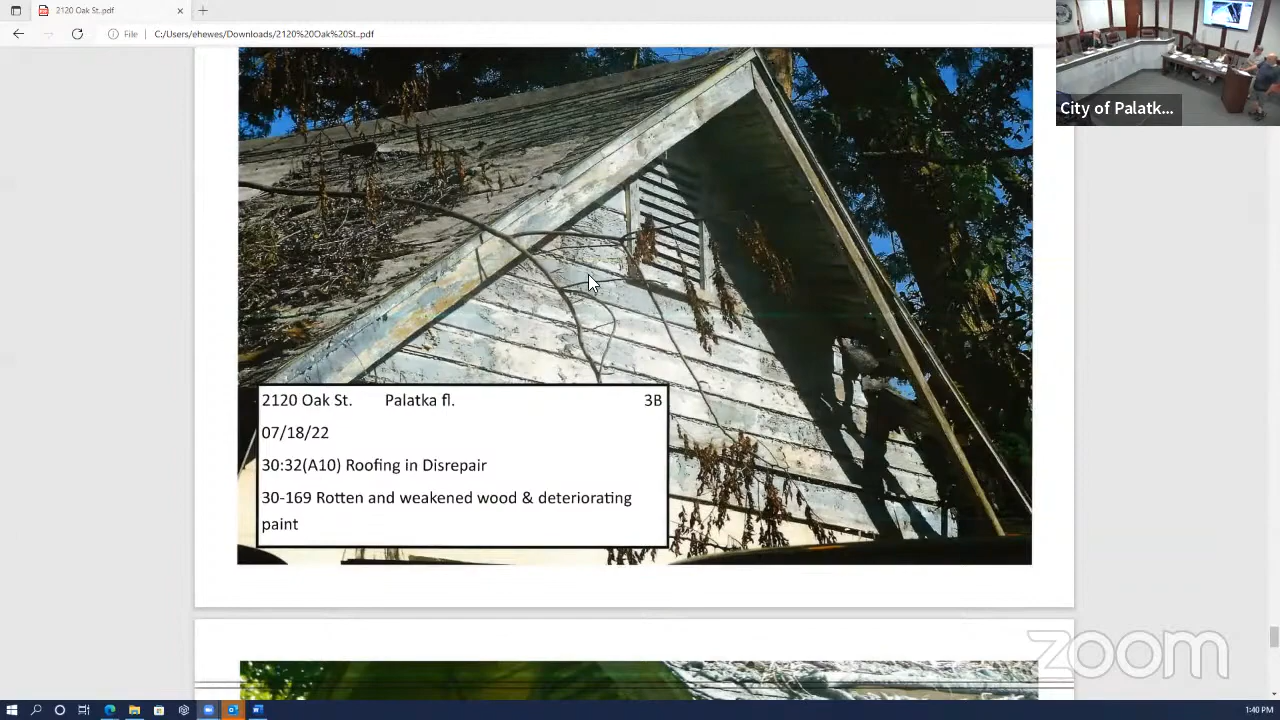 2120 Oak St..pdf
File
C:/Users/ehewes/Downloads/2120%20Oak%20St..pdf
City of Palatk...
2120 Oak St. Palatka fl. 3B
07/18/22
30:32(A10) Roofing in Disrepair
30-169 Rotten and weakened wood & deteriorating
paint
zoom
1:40 PM